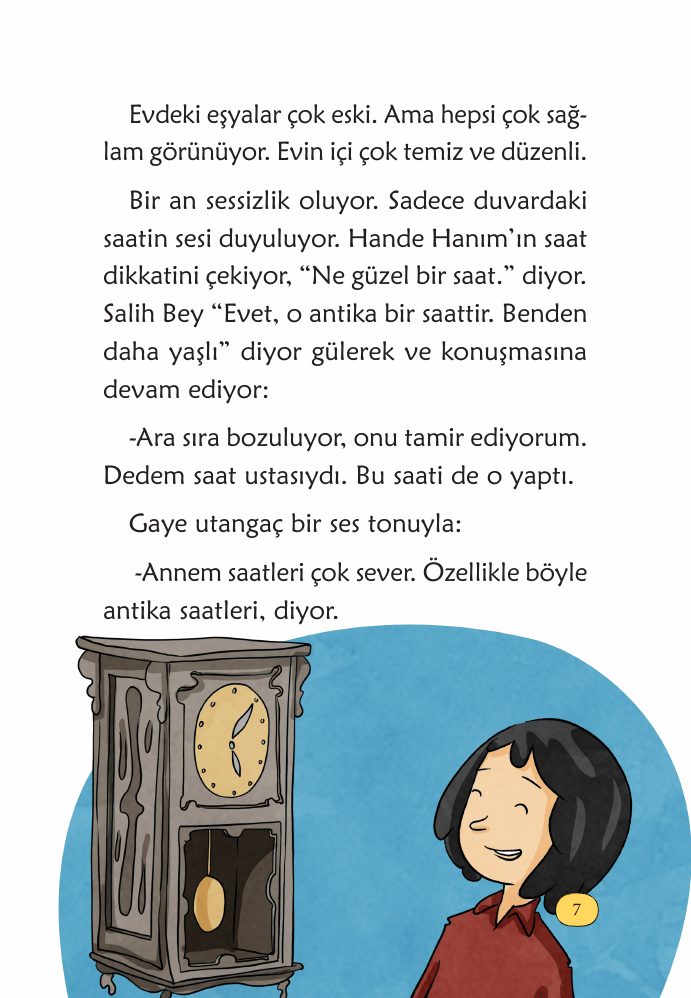 Evdeki eşyalar çok eski. Ama hepsi çok sağ-
lam görünüyor. Evin içi çok temiz ve düzenli.
Bir an sessizlik oluyor. Sadece duvardaki
saatin sesi duyuluyor. Hande Hanım’ın saat
dikkatini çekiyor, “Ne güzel bir saat.” diyor.
Salih Bey “Evet, o antika bir saattir. Benden
daha yaşlı” diyor gülerek ve konuşmasına
devam ediyor:
-Ara sıra bozuluyor, onu tamir ediyorum.
Dedem saat ustasıydı. Bu saati de o yaptı.
Gaye utangaç bir ses tonuyla:
-Annem saatleri çok sever. Özellikle böyle
antika saatleri, diyor.
7